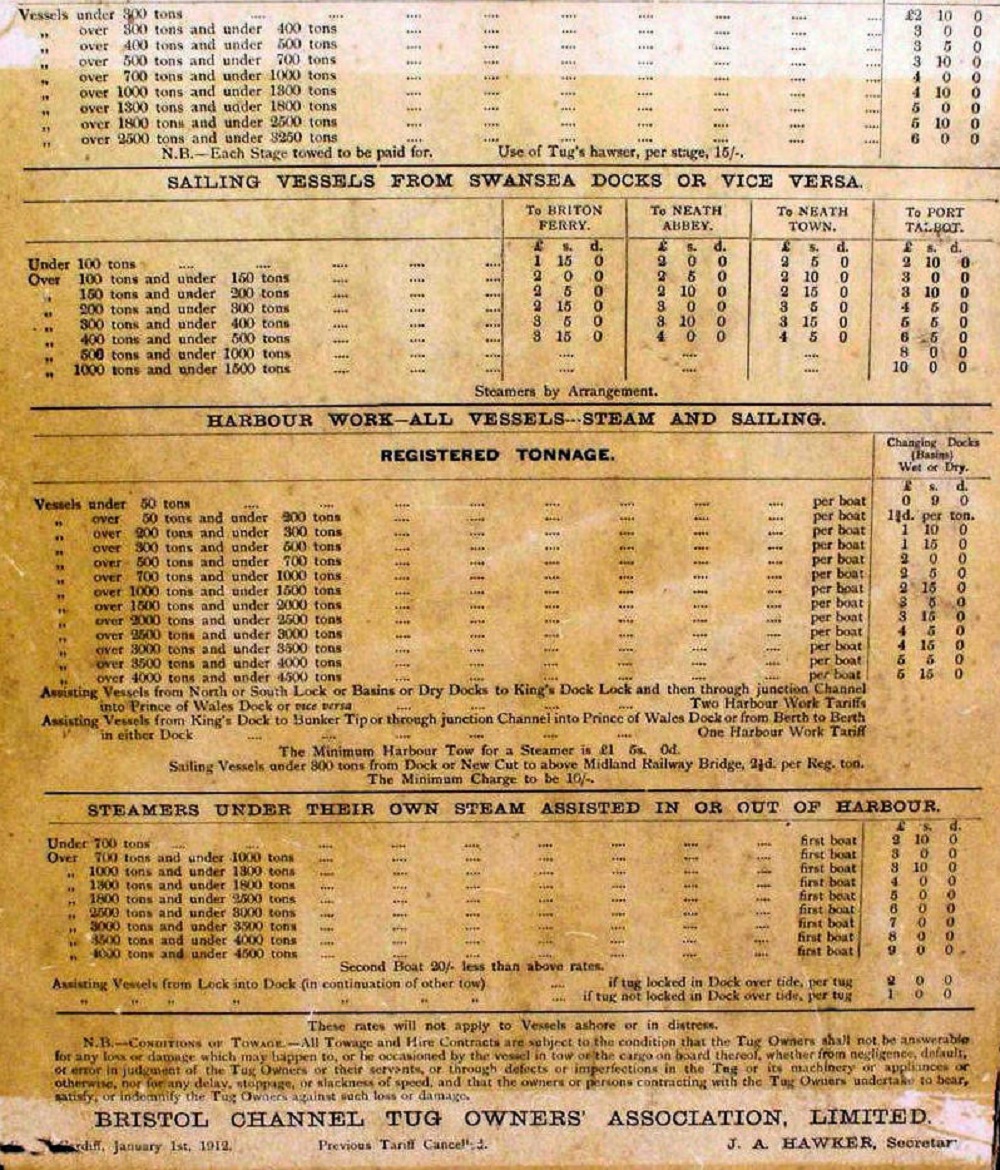 Vessels under 300 tons .... .... .... .... .... .... .... £2 10 0
„ over 300 tons and under 400 tons .... .... .... .... .... .... 3 0 0
„ over 400 tons and under 500 tons .... .... .... .... .... .... 3 5 0
„ over 500 tons and under 700 tons .... .... .... .... .... .... 3 10 0
„ over 700 tons and under 1000 tons .... .... .... .... .... .... 4 0 0
„ over 1000 tons and under 1300 tons .... .... .... .... .... .... 4 10 0
„ over 1300 tons and under 1800 tons .... .... .... .... .... .... 5 0 0
„ over 1800 tons and under 2500 tons .... .... .... .... .... .... 5 10 0
„ over 2500 tons and under 3250 tons .... .... .... .... .... .... 6 0 0
N.B.—Each Stage towed to be paid for. Use of Tug's hawser, per stage, 15/-.
SAILING VESSELS FROM SWANSEA DOCKS OR VICE VERSA.
To BRITON FERRY. To NEATH ABBEY. To NEATH TOWN. To PORT TALBOT.
£ s. d. £ s. d. £ s. d. £ s. d.
Under 100 tons .... .... .... .... .... 1 15 0 2 0 0 2 5 0 2 10 0
Over 100 tons and under 150 tons .... .... .... 2 0 0 2 5 0 2 10 0 3 0 0
„ 150 tons and under 200 tons .... .... .... 2 5 0 2 10 0 2 15 0 3 10 0
„ 200 tons and under 300 tons .... .... .... 2 15 0 3 0 0 3 5 0 4 5 0
„ 300 tons and under 400 tons .... .... .... 3 5 0 3 10 0 3 15 0 5 5 0
„ 400 tons and under 500 tons .... .... .... 3 15 0 4 0 0 4 5 0 6 5 0
„ 500 tons and under 1000 tons .... .... .... .... .... .... 8 0 0
„ 1000 tons and under 1500 tons .... .... .... .... .... .... 10 0 0
Steamers by Arrangement.
HARBOUR WORK—ALL VESSELS---STEAM AND SAILING.
REGISTERED TONNAGE. Changing Docks (Basins) Wet or Dry.
£ s. d.
Vessels under 50 tons .... .... .... .... .... .... .... .... per boat 0 9 0
„ over 50 tons and under 200 tons .... .... .... .... .... .... per boat 1¾d. per ton.
„ over 200 tons and under 300 tons .... .... .... .... .... .... per boat 1 10 0
„ over 300 tons and under 500 tons .... .... .... .... .... .... per boat 1 15 0
„ over 500 tons and under 700 tons .... .... .... .... .... .... per boat 2 0 0
„ over 700 tons and under 1000 tons .... .... .... .... .... .... per boat 2 5 0
„ over 1000 tons and under 1500 tons .... .... .... .... .... .... per boat 2 15 0
„ over 1500 tons and under 2000 tons .... .... .... .... .... .... per boat 3 5 0
„ over 2000 tons and under 2500 tons .... .... .... .... .... .... per boat 3 15 0
„ over 2500 tons and under 3000 tons .... .... .... .... .... .... per boat 4 5 0
„ over 3000 tons and under 3500 tons .... .... .... .... .... .... per boat 4 15 0
„ over 3500 tons and under 4000 tons .... .... .... .... .... .... per boat 5 5 0
„ over 4000 tons and under 4500 tons .... .... .... .... .... .... per boat 5 15 0
Assisting Vessels from North or South Lock or Basins or Dry Docks to King's Dock Lock and then through junction Channel
into Prince of Wales Dock or vice versa .... .... .... .... Two Harbour Work Tariffs
Assisting Vessels from King's Dock to Bunker Tip or through junction Channel into Prince of Wales Dock or from Berth to Berth
in either Dock .... .... .... .... .... .... One Harbour Work Tariff
The Minimum Harbour Tow for a Steamer is £1 5s. 0d.
Sailing Vessels under 300 tons from Dock or New Cut to above Midland Railway Bridge, per Reg. ton.
The Minimum Charge to be 10/-.
STEAMERS UNDER THEIR OWN STEAM ASSISTED IN OR OUT OF HARBOUR.
£ s. d.
Under 700 tons .... .... .... .... .... .... .... .... .... first boat 2 10 0
Over 700 tons and under 1000 tons .... .... .... .... .... .... .... first boat 3 0 0
„ 1000 tons and under 1300 tons .... .... .... .... .... .... .... first boat 3 10 0
„ 1300 tons and under 1800 tons .... .... .... .... .... .... .... first boat 4 0 0
„ 1800 tons and under 2500 tons .... .... .... .... .... .... .... first boat 5 0 0
„ 2500 tons and under 3000 tons .... .... .... .... .... .... .... first boat 6 0 0
„ 3000 tons and under 3500 tons .... .... .... .... .... .... .... first boat 7 0 0
„ 3500 tons and under 4000 tons .... .... .... .... .... .... .... first boat 8 0 0
„ 4000 tons and under 4500 tons .... .... .... .... .... .... .... first boat 9 0 0
Second Boat 20/- less than above rates.
Assisting Vessels from Lock into Dock (in continuation of other tow) .... if tug locked in Dock over tide, per tug 2 0 0
„ „ „ „ „ „ „ .... if tug not locked in Dock over tide, per tug 1 0 0
These rates will not apply to Vessels ashore or in distress.
N.B.—CONDITIONS OF TOWAGE.—All Towage and Hire Contracts are subject to the condition that the Tug Owners shall not be answerable
for any loss or damage which may happen to, or be occasioned by the vessel in tow or the cargo on board thereof, whether from negligence, default,
or error in judgment of the Tug Owners or their servants, or through defects or imperfections in the Tug or its machinery or appliances or
otherwise, nor for any delay, stoppage, or slackness of speed, and that the owners or persons contracting with the Tug Owners undertake to bear,
satisfy, or indemnify the Tug Owners against such loss or damage.
BRISTOL CHANNEL TUG OWNERS' ASSOCIATION, LIMITED.
Cardiff, January 1st, 1912. Previous Tariff Cancelled. J. A. HAWKER, Secretar